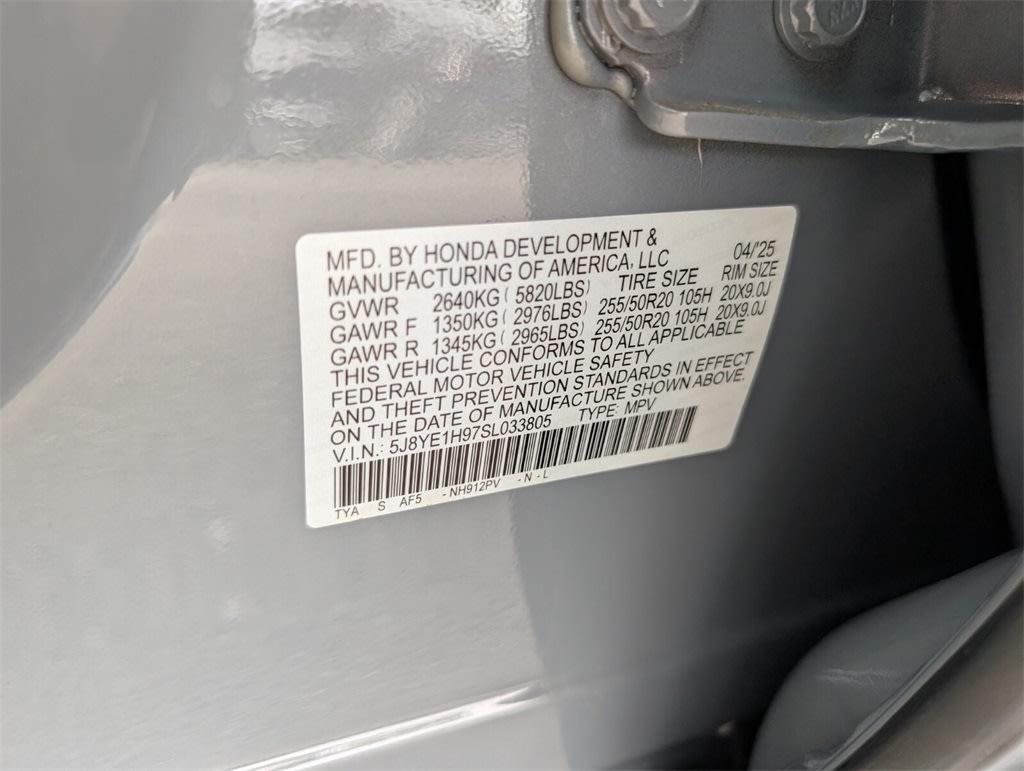 MFD. BY HONDA DEVELOPMENT & 04/'25
MANUFACTURING OF AMERICA, LLC
TIRE SIZE RIM SIZE
GVWR 2640KG ( 5820LBS)
GAWR F 1350KG ( 2976LBS) 255/50R20 105H 20X9.0J
GAWR R 1345KG ( 2965LBS) 255/50R20 105H 20X9.0J
THIS VEHICLE CONFORMS TO ALL APPLICABLE
FEDERAL MOTOR VEHICLE SAFETY
AND THEFT PREVENTION STANDARDS IN EFFECT
ON THE DATE OF MANUFACTURE SHOWN ABOVE.
V.I.N.: 5J8YE1H97SL033805 TYPE: MPV
TYA S AF5 - NH912PV - N - L